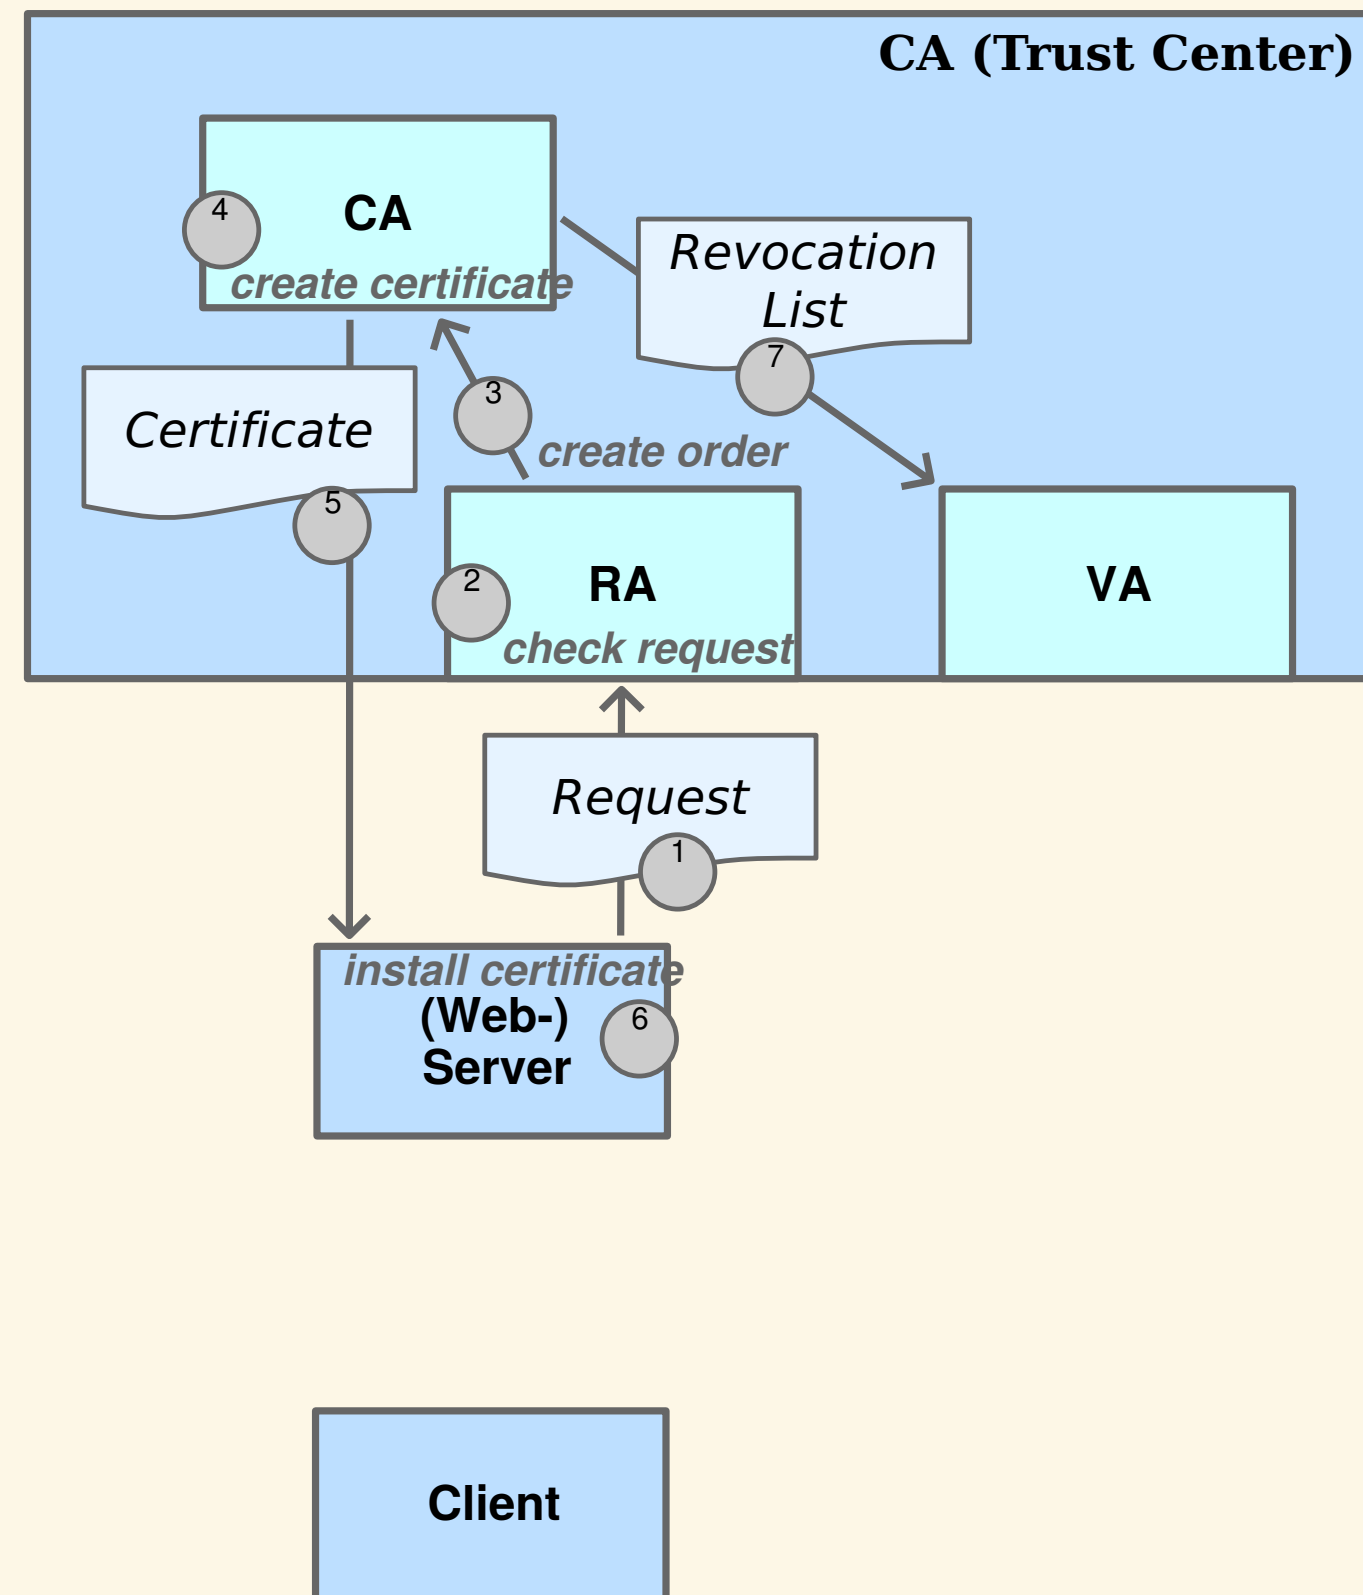 CA (Trust Center)
4
CA
create certificate
Revocation
List
7
Certificate
3
create order
5
2
RA
check request
VA
Request
1
install certificate
(Web-)
6
Server
Client